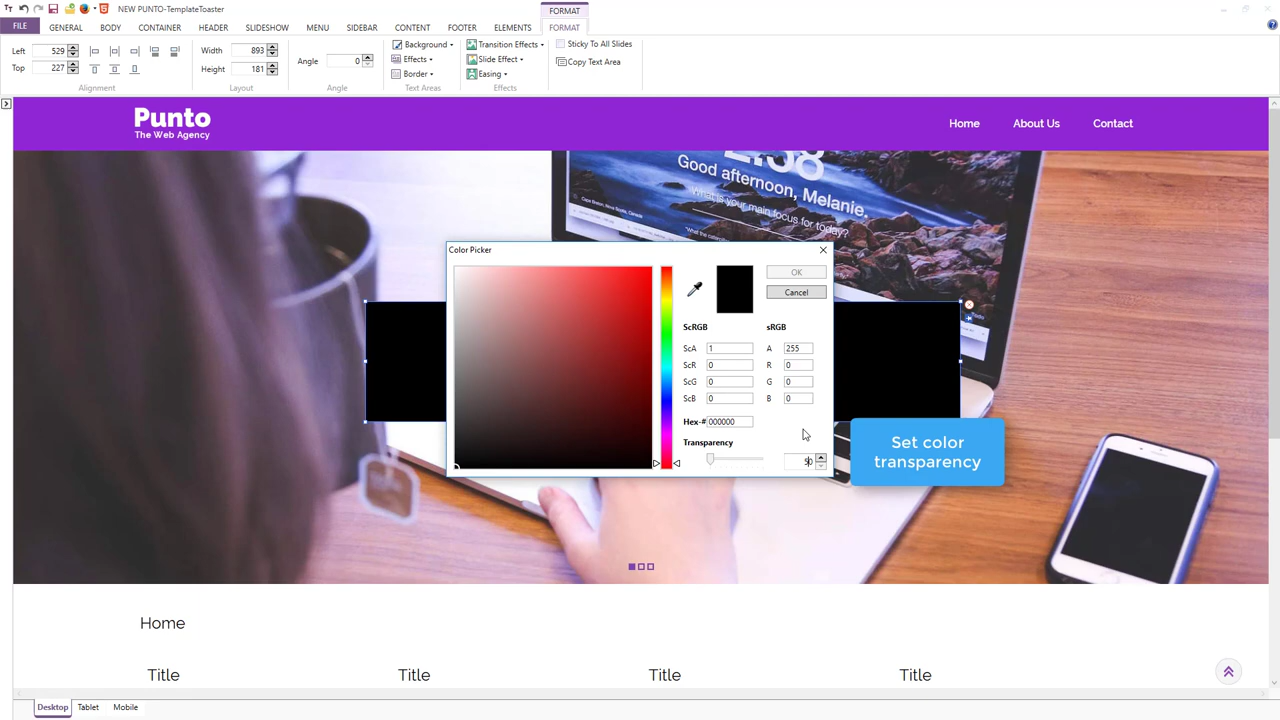 NEW PUNTO-TemplateToaster
FORMAT
FILE
GENERAL
BODY
CONTAINER
HEADER
SLIDESHOW
MENU
SIDEBAR
CONTENT
FOOTER
ELEMENTS
FORMAT
Left 529
Top 227
Alignment
Width 893
Height 181
Layout
Angle 0
Angle
Background
Effects
Border
Text Areas
Transition Effects
Slide Effect
Easing
Effects
Sticky To All Slides
Copy Text Area
Punto
The Web Agency
Home
About Us
Contact
Good afternoon, Melanie.
What is your main focus for today?
Color Picker
OK
Cancel
ScRGB
sRGB
ScA 1
A 255
ScR 0
R 0
ScG 0
G 0
ScB 0
B 0
Hex-# 000000
Transparency
Set color
transparency
Home
Title
Title
Title
Title
Desktop
Tablet
Mobile